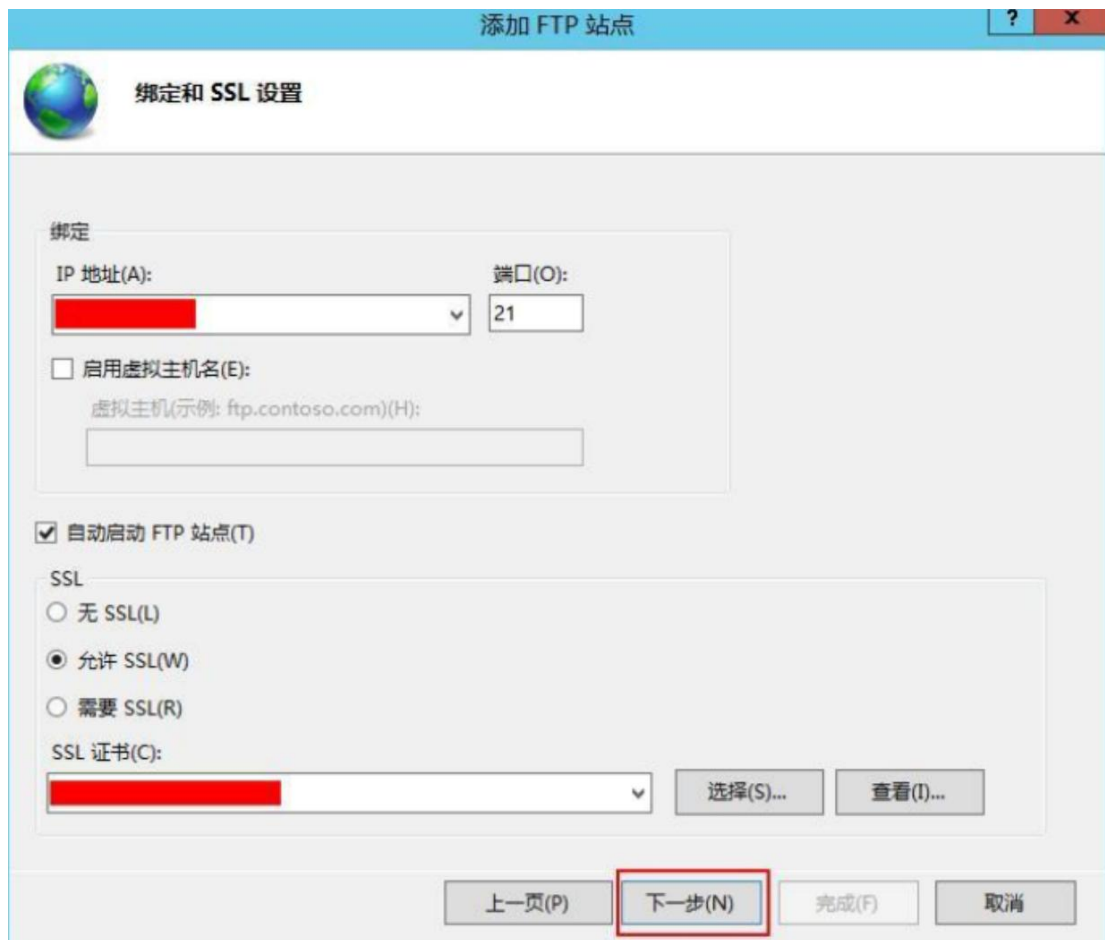 添加 FTP 站点
? x
绑定和 SSL 设置
绑定
IP 地址(A): 端口(O):
21
启用虚拟主机名(E):
虚拟主机(示例: ftp.contoso.com)(H):
自动启动 FTP 站点(T)
SSL
无 SSL(L)
允许 SSL(W)
需要 SSL(R)
SSL 证书(C):
选择(S)... 查看(I)...
上一页(P) 下一步(N) 完成(F) 取消